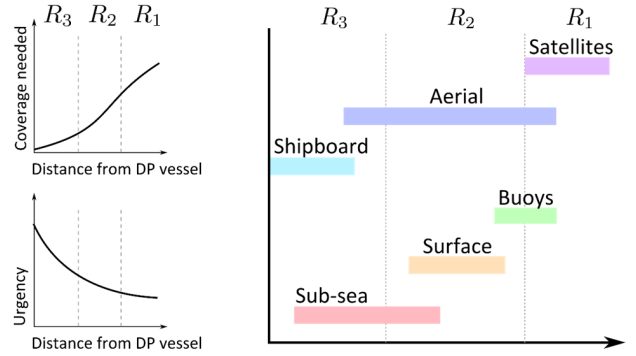 R₃ R₂ R₁
Coverage needed
Distance from DP vessel
Urgency
Distance from DP vessel
R₃ R₂ R₁
Satellites
Aerial
Shipboard
Buoys
Surface
Sub-sea